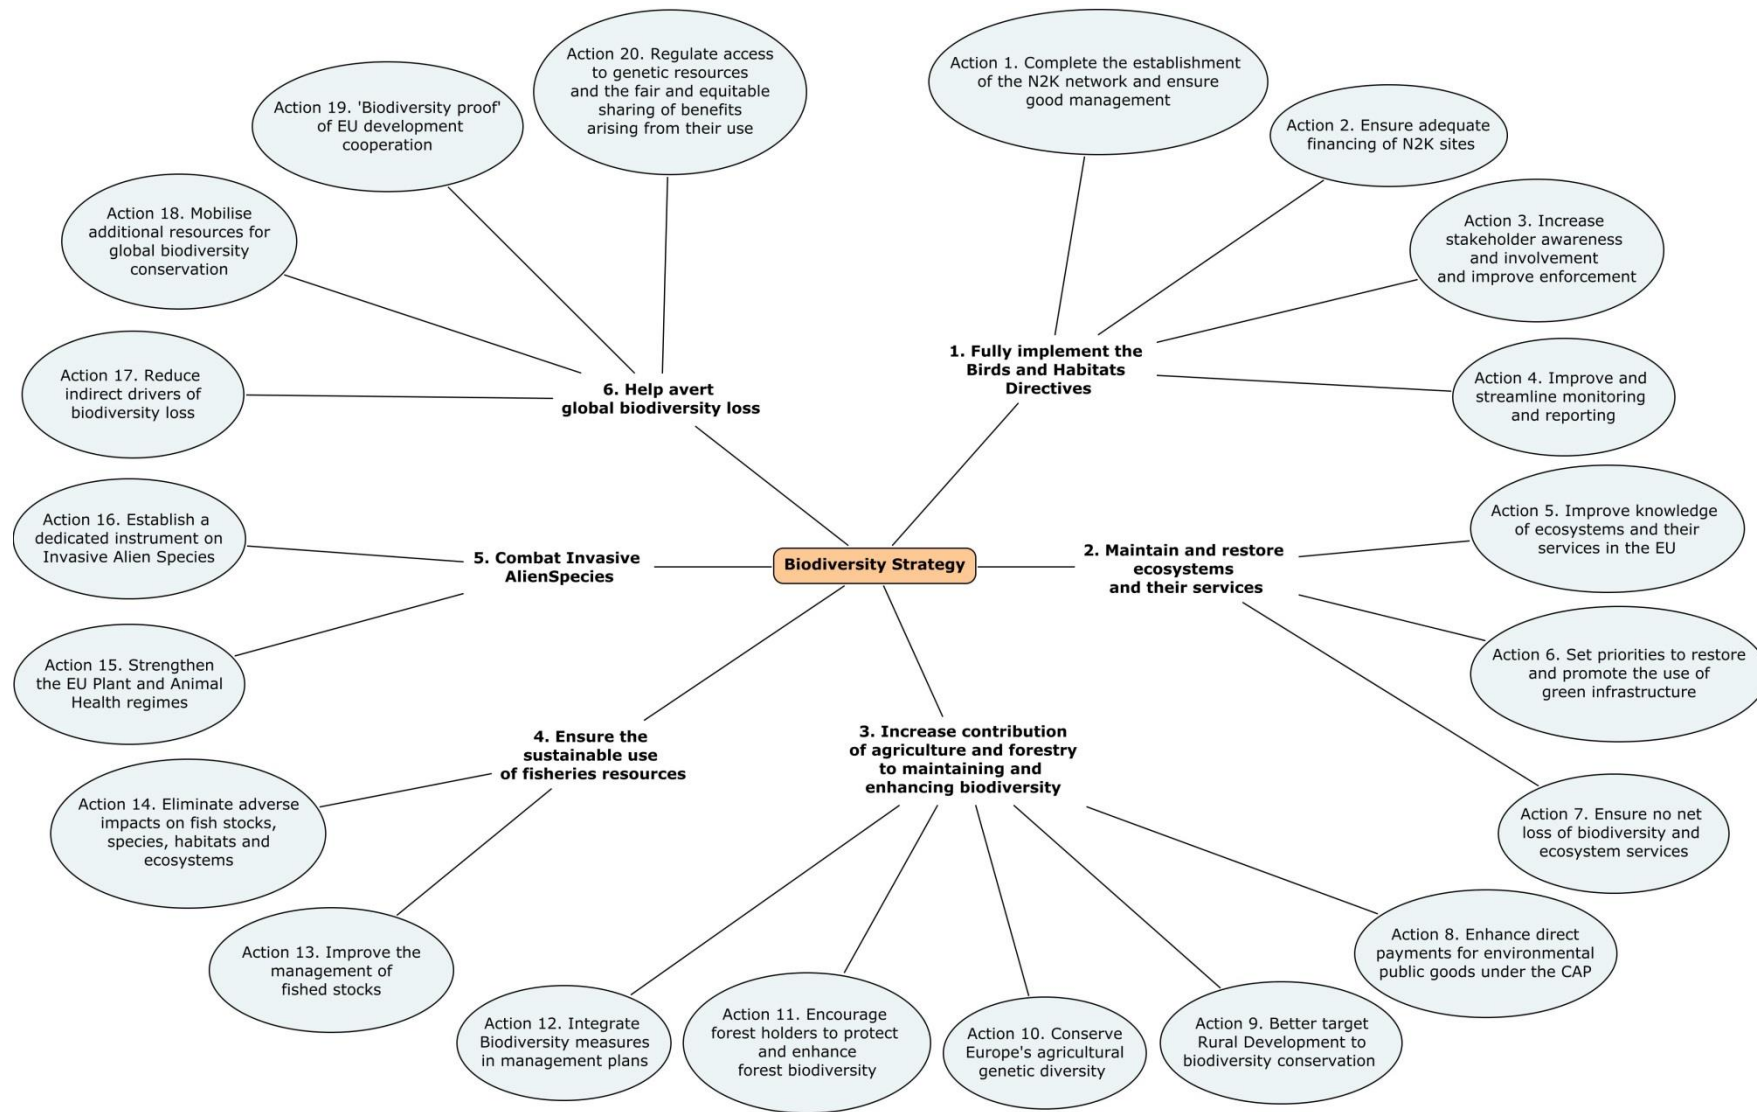 Action 20. Regulate access
to genetic resources
and the fair and equitable
sharing of benefits
arising from their use
Action 1. Complete the establishment
of the N2K network and ensure
good management
Action 19. 'Biodiversity proof'
of EU development
cooperation
Action 2. Ensure adequate
financing of N2K sites
Action 18. Mobilise
additional resources for
global biodiversity
conservation
Action 3. Increase
stakeholder awareness
and involvement
and improve enforcement
1. Fully implement the
Birds and Habitats
Directives
Action 17. Reduce
indirect drivers of
biodiversity loss
6. Help avert
global biodiversity loss
Action 4. Improve and
streamline monitoring
and reporting
Action 16. Establish a
dedicated instrument on
Invasive Alien Species
5. Combat Invasive
AlienSpecies
Biodiversity Strategy
2. Maintain and restore
ecosystems
and their services
Action 5. Improve knowledge
of ecosystems and their
services in the EU
Action 15. Strengthen
the EU Plant and Animal
Health regimes
Action 6. Set priorities to restore
and promote the use of
green infrastructure
4. Ensure the
sustainable use
of fisheries resources
3. Increase contribution
of agriculture and forestry
to maintaining and
enhancing biodiversity
Action 14. Eliminate adverse
impacts on fish stocks,
species, habitats and
ecosystems
Action 7. Ensure no net
loss of biodiversity and
ecosystem services
Action 13. Improve the
management of
fished stocks
Action 8. Enhance direct
payments for environmental
public goods under the CAP
Action 12. Integrate
Biodiversity measures
in management plans
Action 11. Encourage
forest holders to protect
and enhance
forest biodiversity
Action 10. Conserve
Europe's agricultural
genetic diversity
Action 9. Better target
Rural Development to
biodiversity conservation